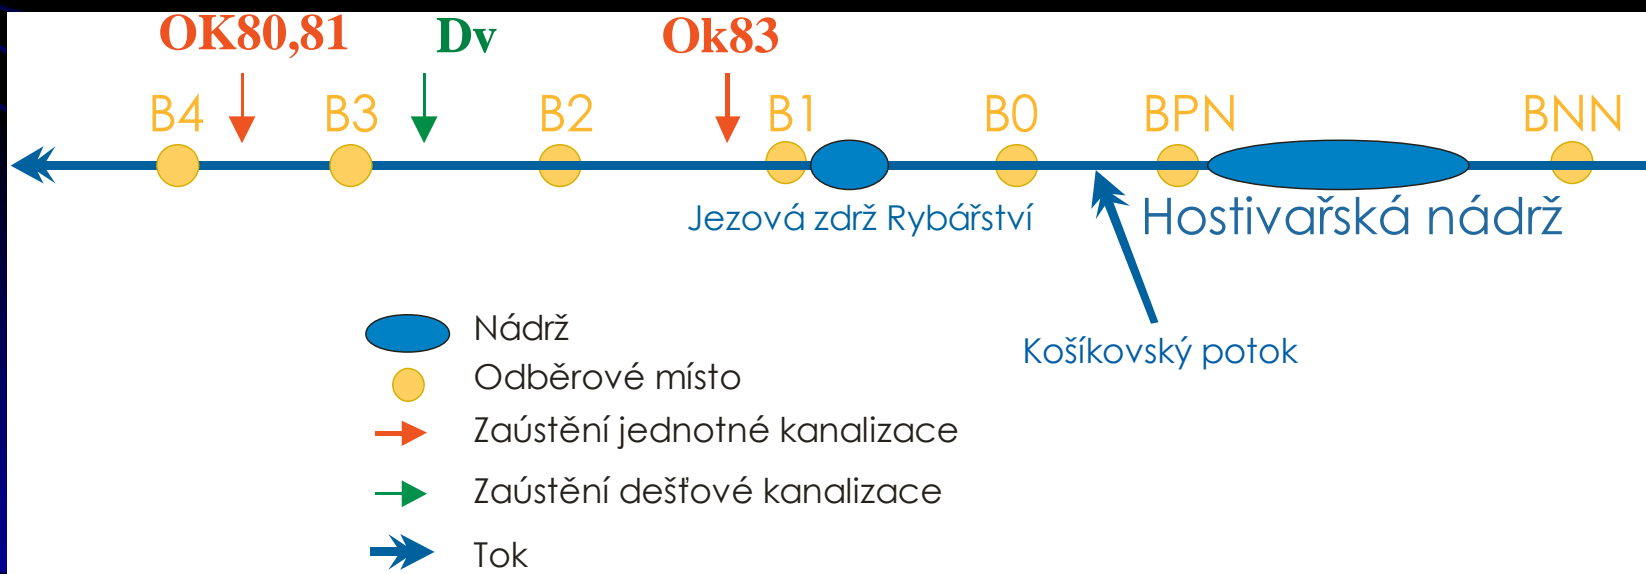 OK80,81 Dv Ok83
B4 B3 B2 B1 B0 BPN BNN
Jezová zdrž Rybářství Hostivařská nádrž
Košíkovský potok
Nádrž
Odběrové místo
Zaústění jednotné kanalizace
Zaústění dešťové kanalizace
Tok